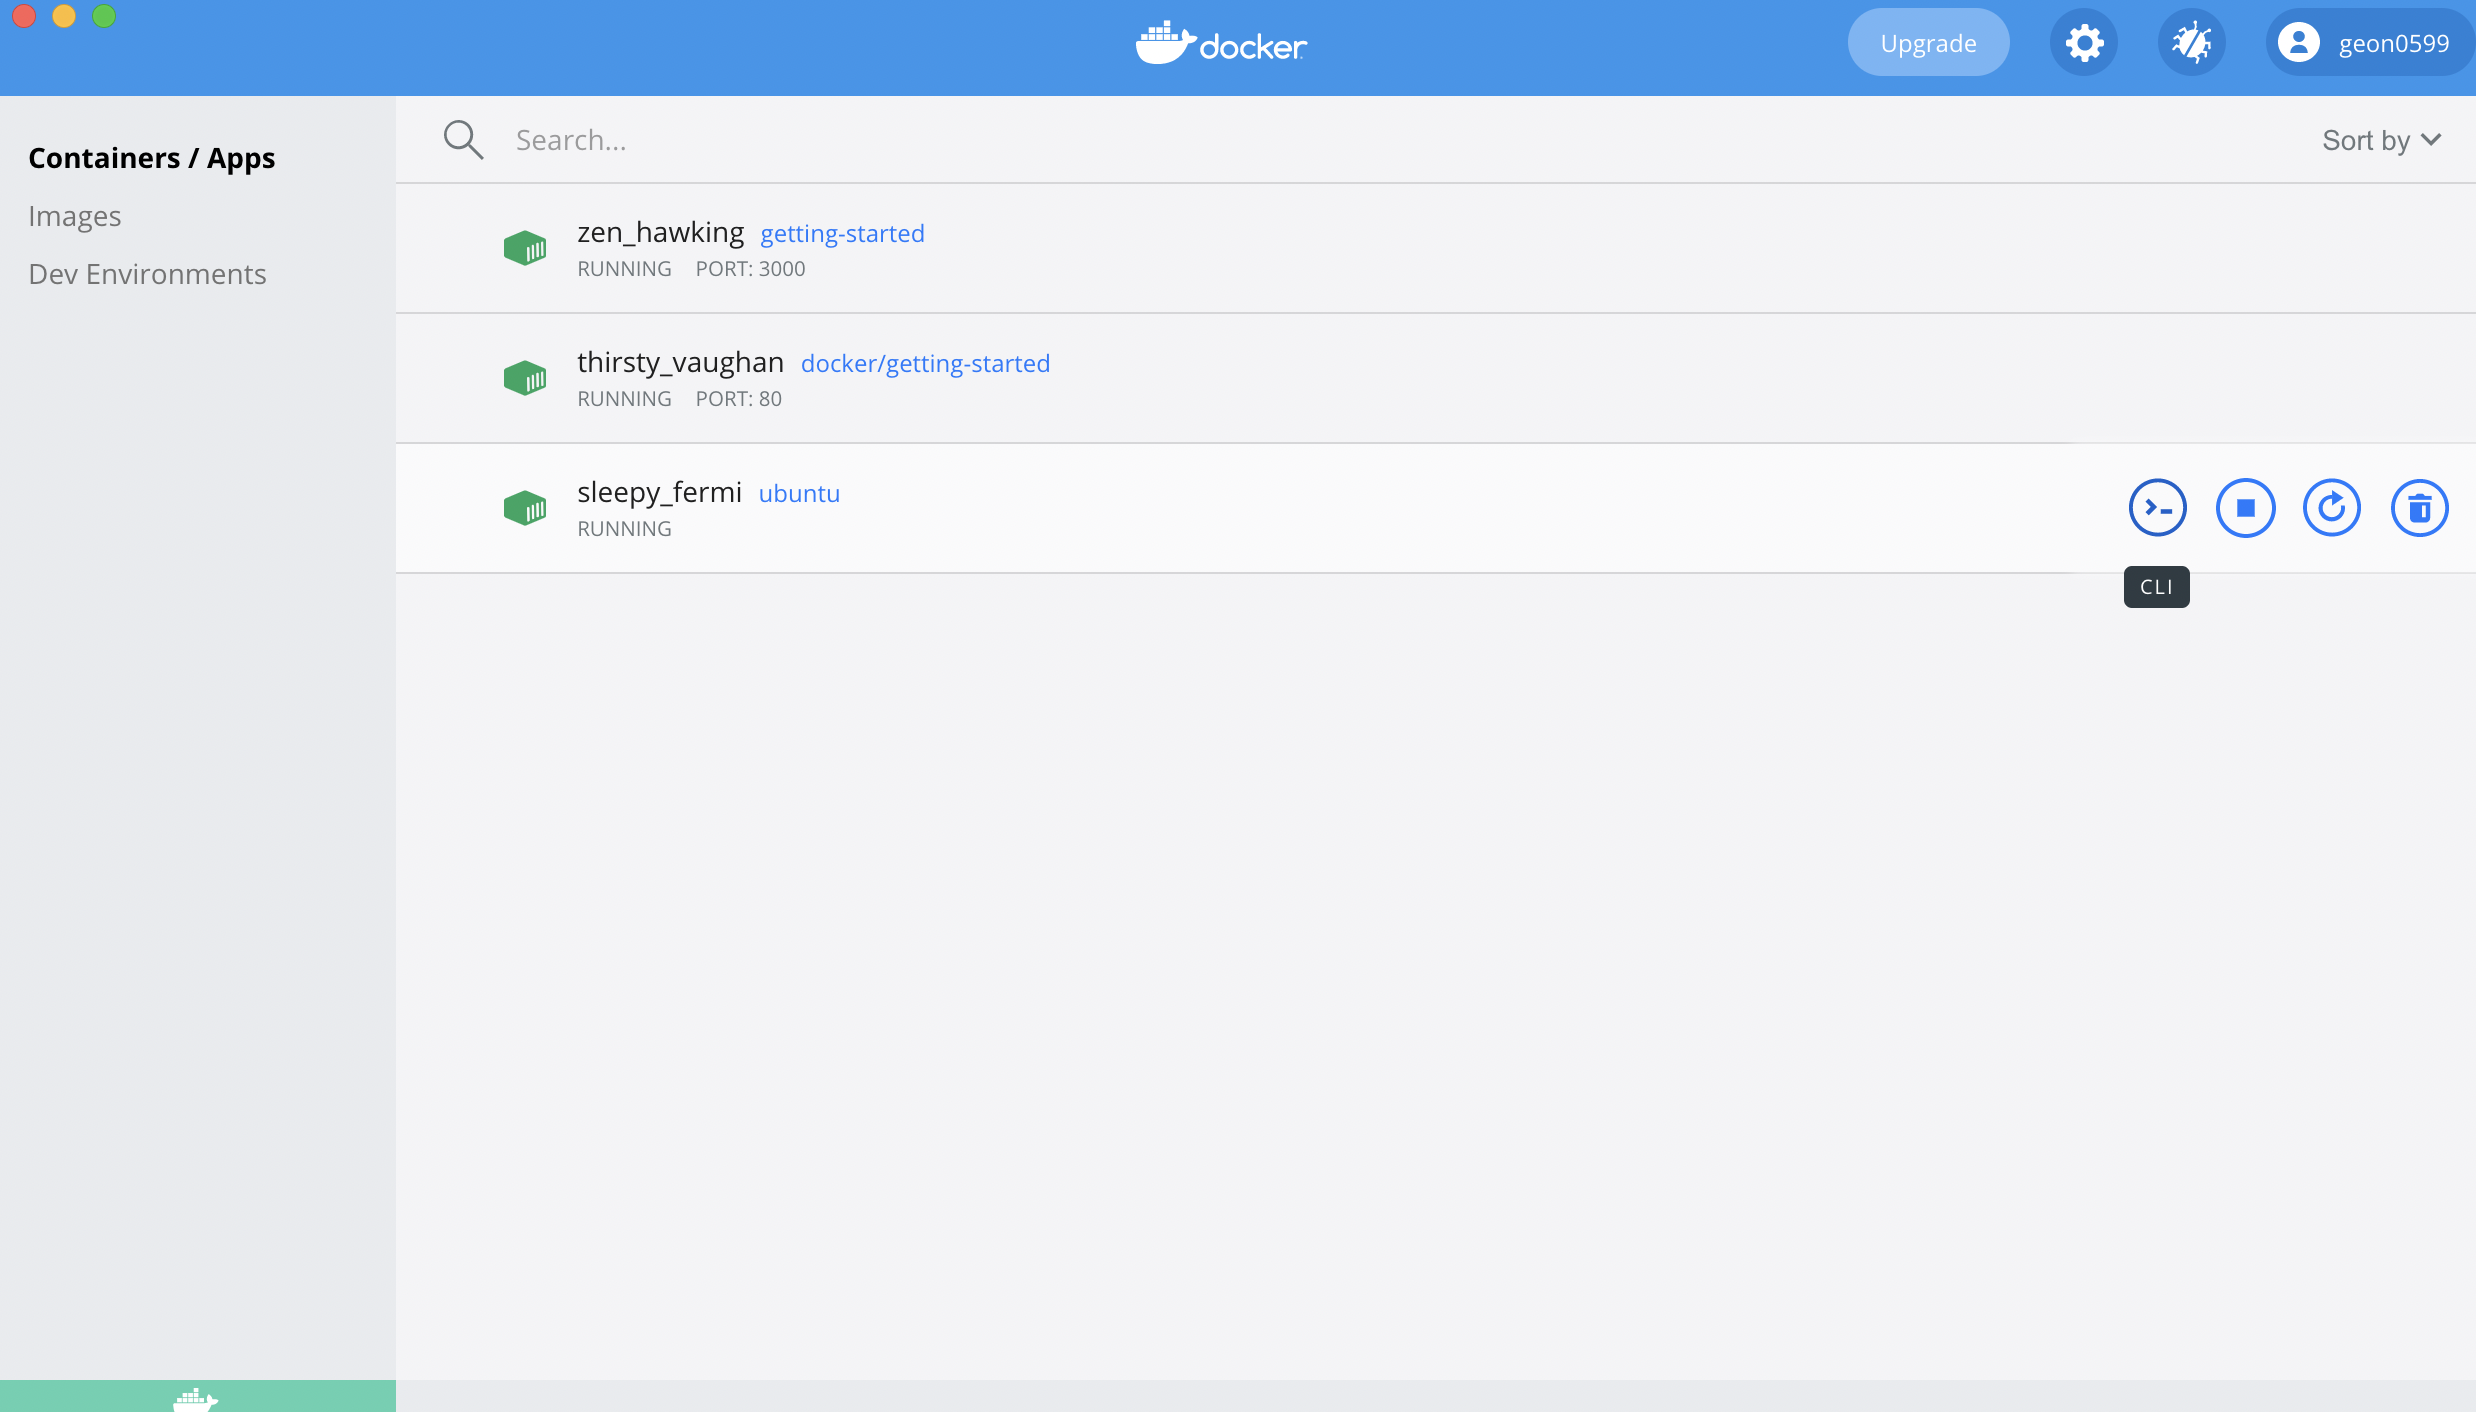 docker
Upgrade
geon0599
Containers / Apps
Images
Dev Environments
Search...
Sort by
zen_hawking getting-started
RUNNING PORT: 3000
thirsty_vaughan docker/getting-started
RUNNING PORT: 80
sleepy_fermi ubuntu
RUNNING
CLI